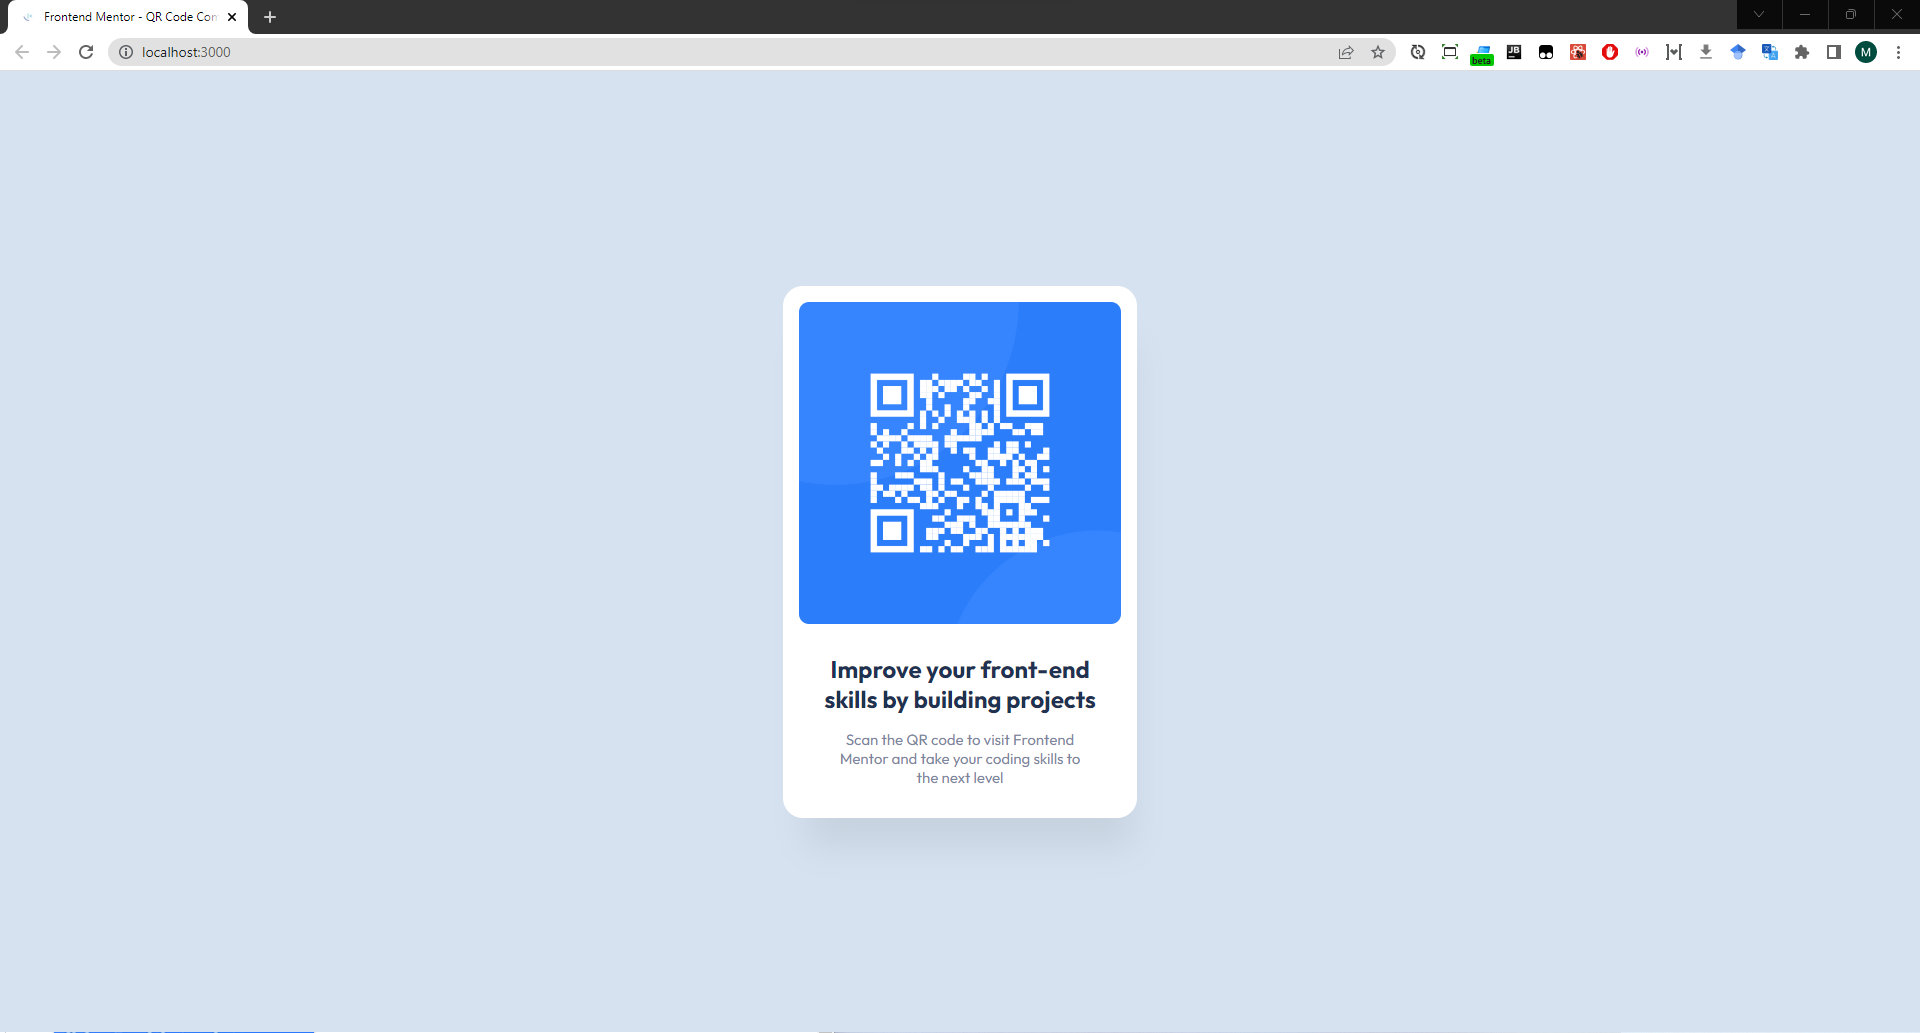 Frontend Mentor - QR Code Con
localhost:3000
beta
JB
M
Improve your front-end
skills by building projects
Scan the QR code to visit Frontend
Mentor and take your coding skills to
the next level